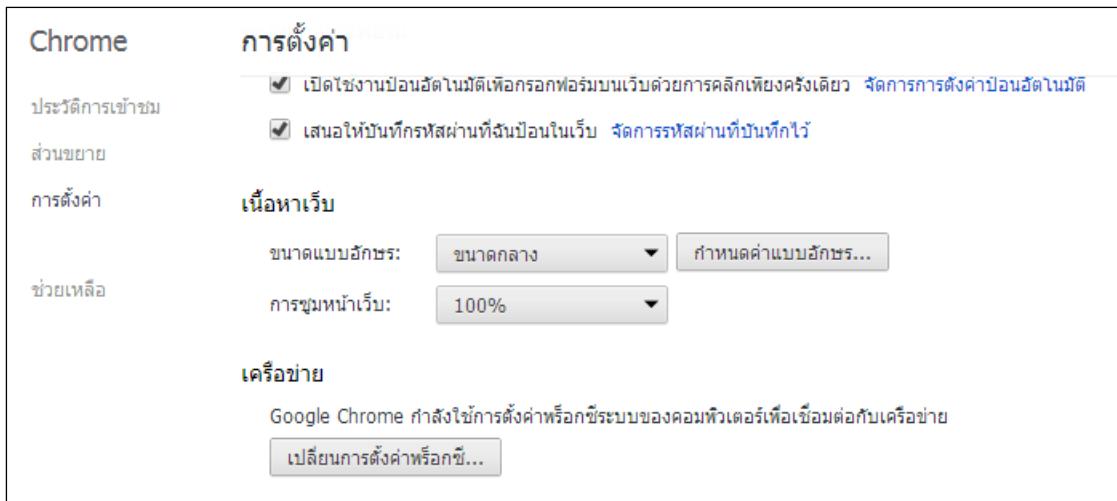 Chrome
การตั้งค่า
ประวัติการเข้าชม
ส่วนขยาย
การตั้งค่า
ช่วยเหลือ
เปิดใช้งานป้อนอัตโนมัติเพื่อกรอกฟอร์มบนเว็บด้วยการคลิกเพียงครั้งเดียว จัดการการตั้งค่าป้อนอัตโนมัติ
เสนอให้บันทึกรหัสผ่านที่ฉันป้อนในเว็บ จัดการรหัสผ่านที่บันทึกไว้
เนื้อหาเว็บ
ขนาดแบบอักษร: ขนาดกลาง กำหนดค่าแบบอักษร...
การซูมหน้าเว็บ: 100%
เครือข่าย
Google Chrome กำลังใช้การตั้งค่าพร็อกซีระบบของคอมพิวเตอร์เพื่อเชื่อมต่อกับเครือข่าย
เปลี่ยนการตั้งค่าพร็อกซี...